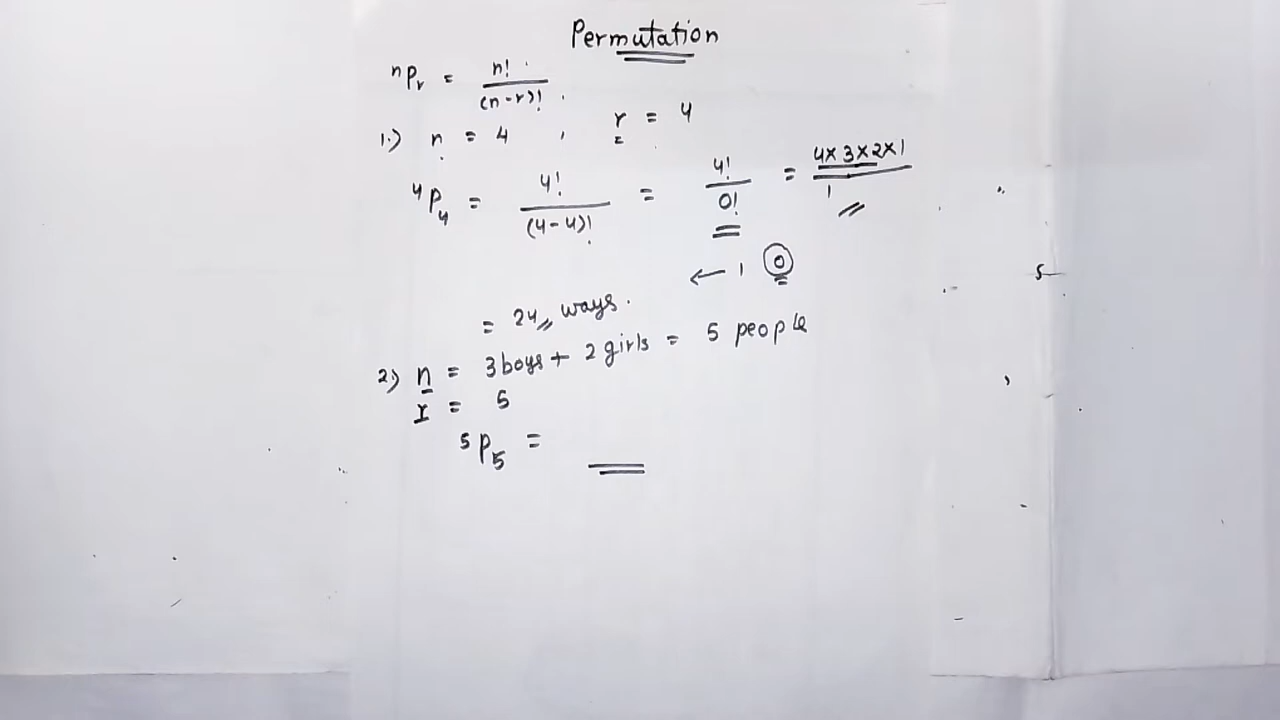 Permutation
nPr = n! / (n-r)!
1.) n = 4 , r = 4
4P4 = 4! / (4-4)! = 4! / 0! = 4×3×2×1 / 1
← 1 0
= 24 ways.
2) n = 3 boys + 2 girls = 5 people
r = 5
5P5 =